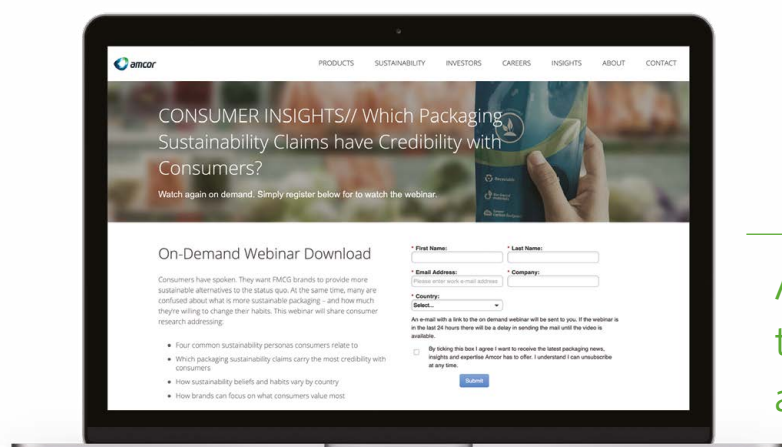 amcor
PRODUCTS SUSTAINABILITY INVESTORS CAREERS INSIGHTS ABOUT CONTACT
CONSUMER INSIGHTS// Which Packaging
Sustainability Claims have Credibility with
Consumers?
Watch again on demand. Simply register below for to watch the webinar.
On-Demand Webinar Download
Consumers have spoken. They want FMCG brands to provide more
sustainable alternatives to the status quo. At the same time, many are
confused about what is more sustainable packaging – and how much
they're willing to change their habits. This webinar will share consumer
research addressing:
• Four common sustainability personas consumers relate to
• Which packaging sustainability claims carry the most credibility with
consumers
• How sustainability beliefs and habits vary by country
• How brands can focus on what consumers value most
* First Name: * Last Name:
* Email Address: * Company:
Please enter work e-mail address
* Country:
Select...
An e-mail with a link to the on demand webinar will be sent to you. If the webinar is
in the last 24 hours there will be a delay in sending the mail until the video is
available.
By ticking this box I agree I want to receive the latest packaging news,
insights and expertise Amcor has to offer. I understand I can unsubscribe
at any time.
Submit